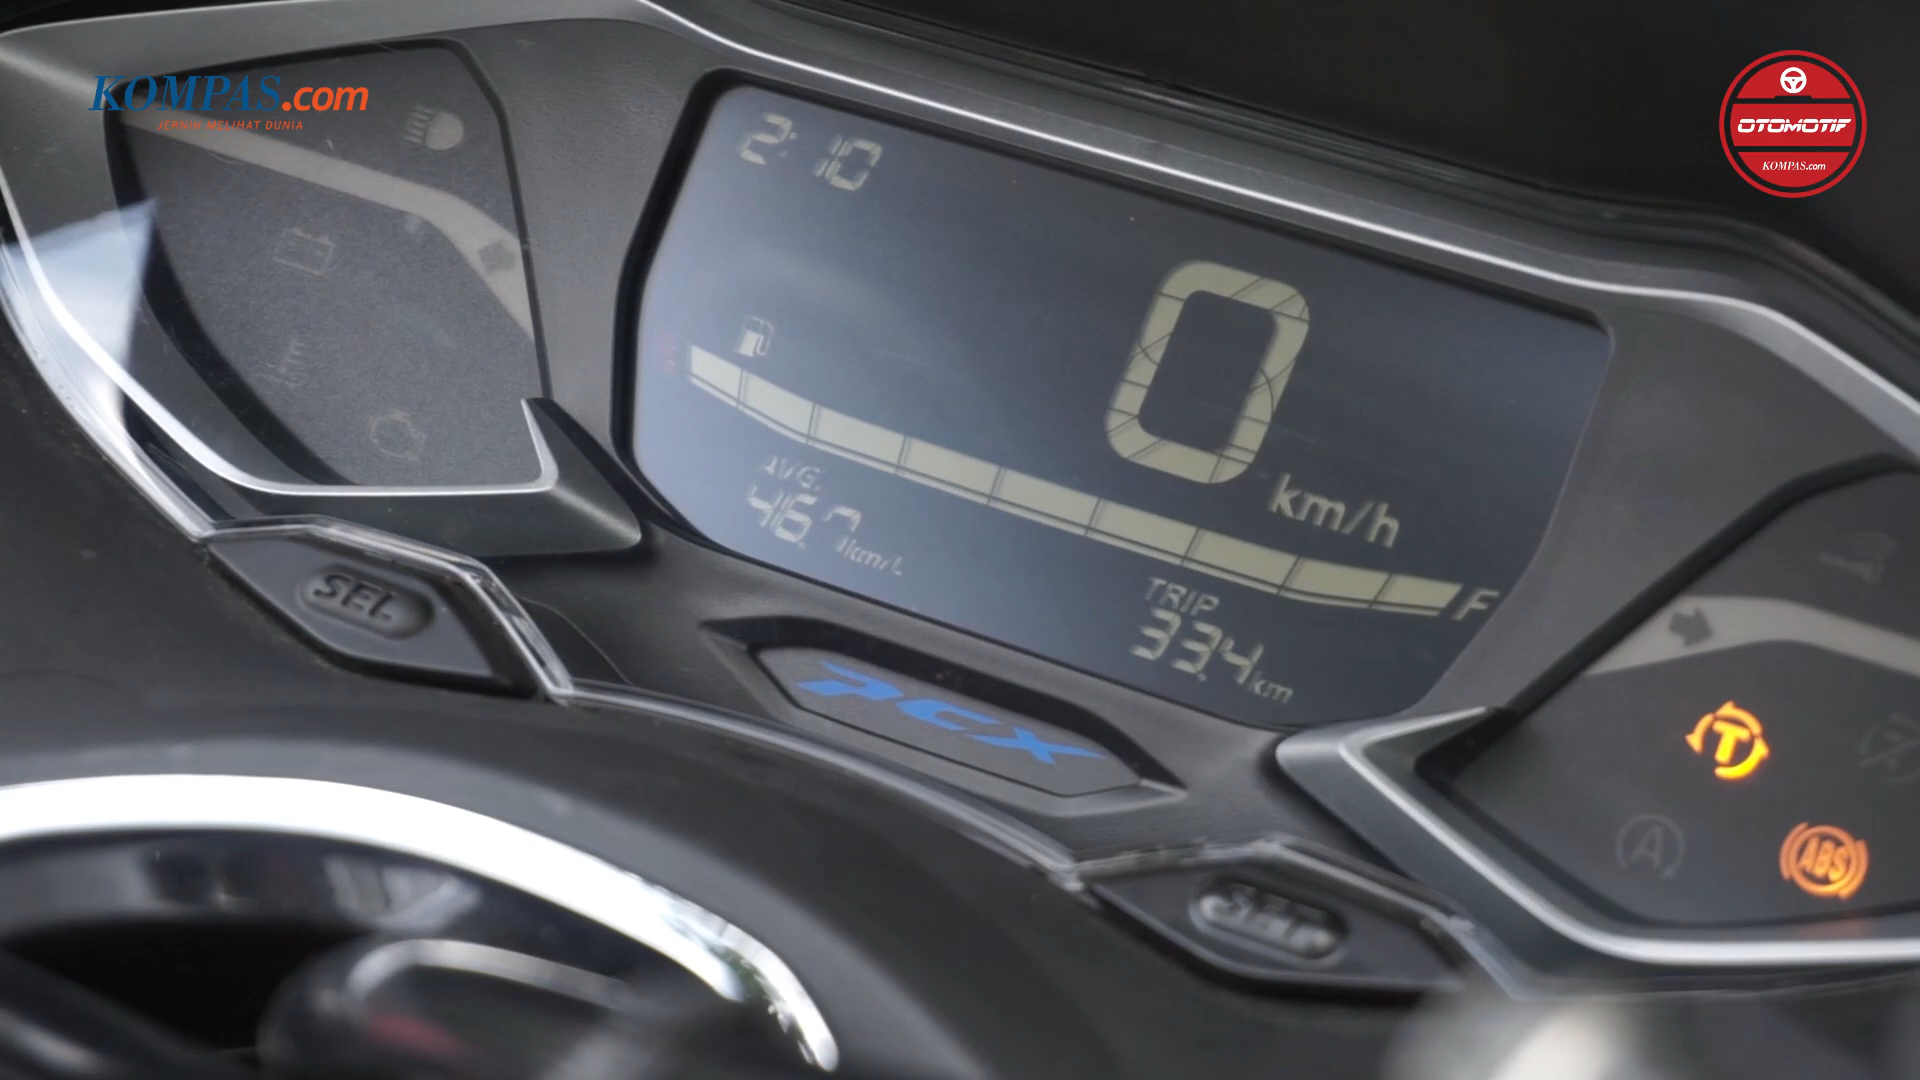 KOMPAS.com
JERNIH MELIHAT DUNIA
OTOMOTIF
KOMPAS.com
2:10
0 km/h
E
F
AVG.
46.7 km/L
TRIP
33.4 km
SEL
PCX
SET
T
A
ABS